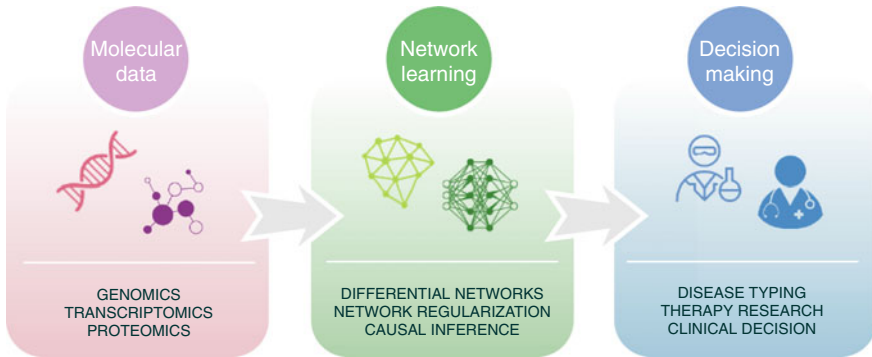 Molecular
data
GENOMICS
TRANSCRIPTOMICS
PROTEOMICS
Network
learning
DIFFERENTIAL NETWORKS
NETWORK REGULARIZATION
CAUSAL INFERENCE
Decision
making
DISEASE TYPING
THERAPY RESEARCH
CLINICAL DECISION